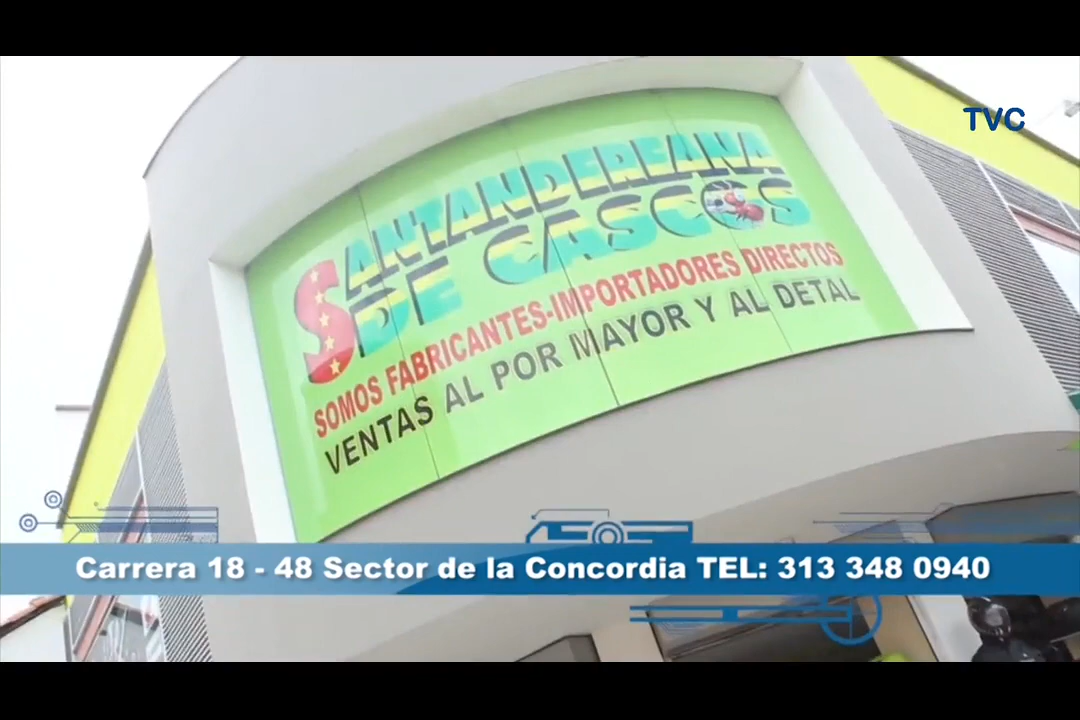 TVC
SANTANDEREANA
DE CASCOS
SOMOS FABRICANTES-IMPORTADORES DIRECTOS
VENTAS AL POR MAYOR Y AL DETAL
Carrera 18 - 48 Sector de la Concordia TEL: 313 348 0940